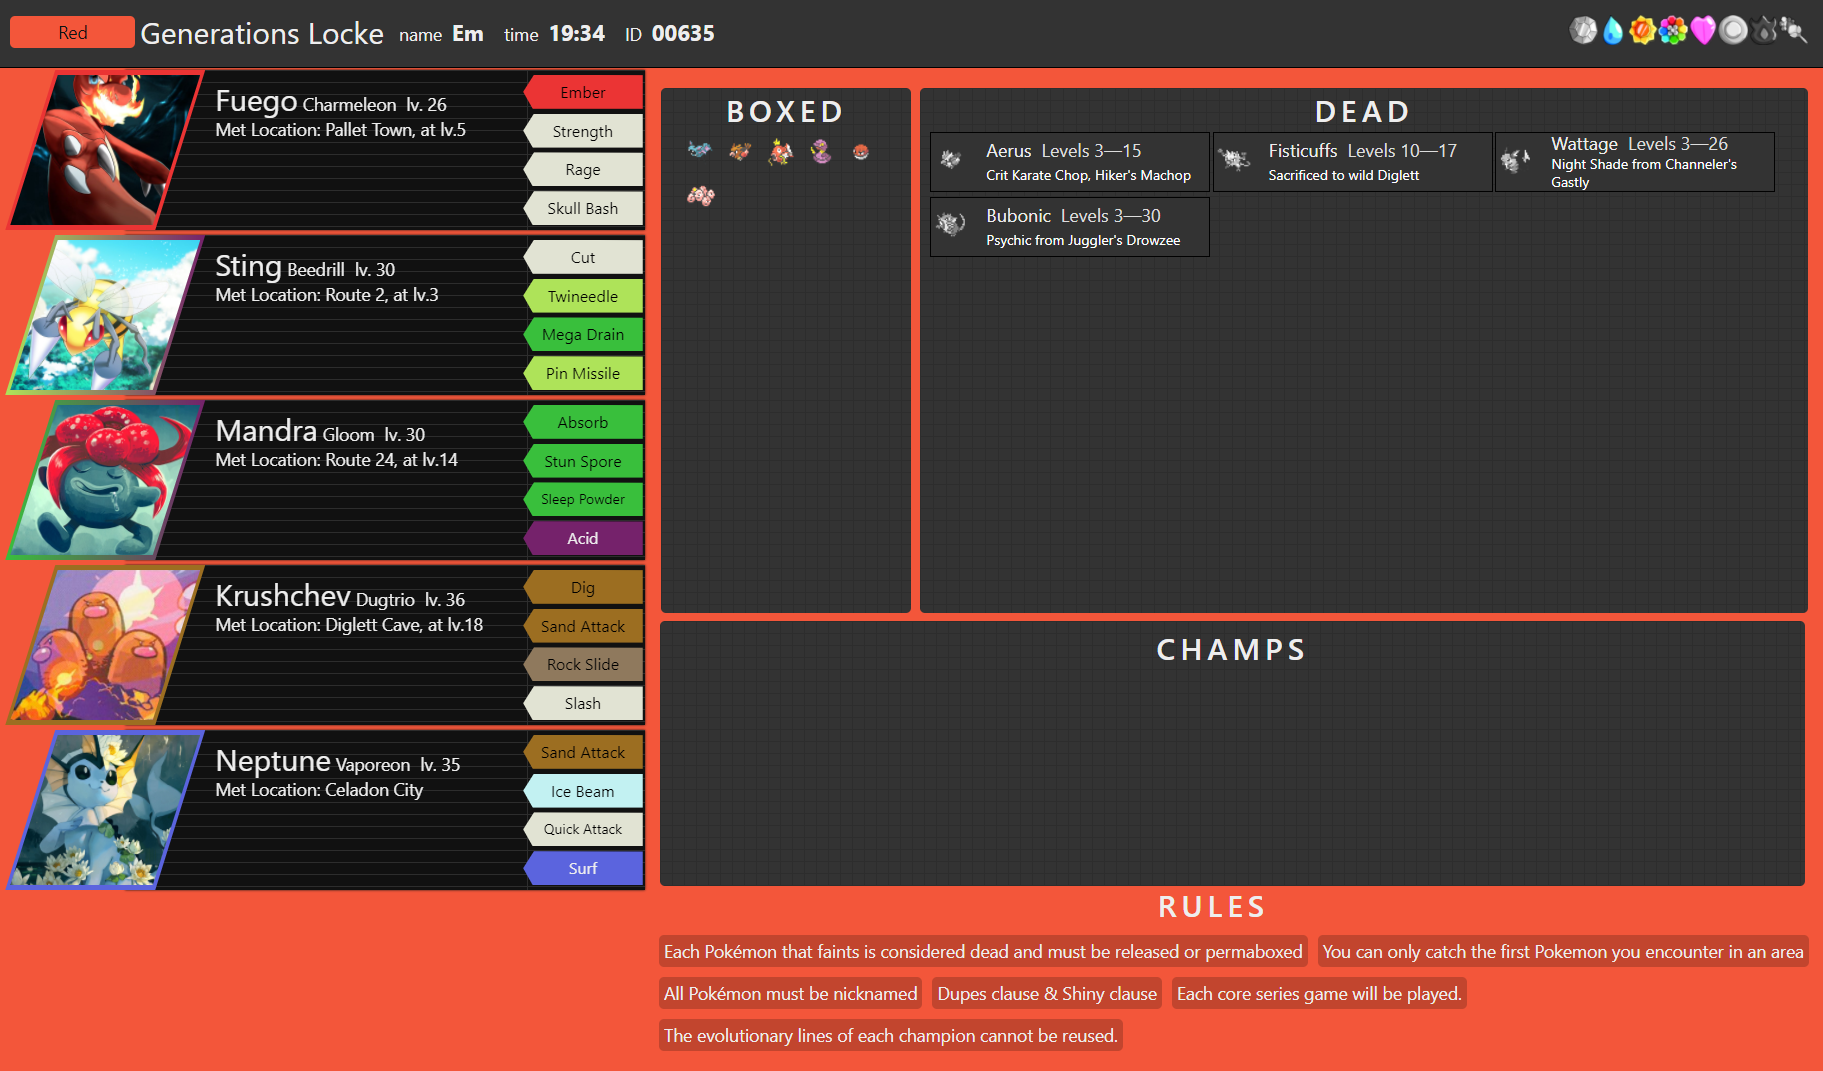 Red Generations Locke name Em time 19:34 ID 00635
Fuego Charmeleon lv. 26
Met Location: Pallet Town, at lv.5
Ember
Strength
Rage
Skull Bash
Sting Beedrill lv. 30
Met Location: Route 2, at lv.3
Cut
Twineedle
Mega Drain
Pin Missile
Mandra Gloom lv. 30
Met Location: Route 24, at lv.14
Absorb
Stun Spore
Sleep Powder
Acid
Krushchev Dugtrio lv. 36
Met Location: Diglett Cave, at lv.18
Dig
Sand Attack
Rock Slide
Slash
Neptune Vaporeon lv. 35
Met Location: Celadon City
Sand Attack
Ice Beam
Quick Attack
Surf
BOXED
DEAD
Aerus Levels 3—15
Crit Karate Chop, Hiker's Machop
Fisticuffs Levels 10—17
Sacrificed to wild Diglett
Wattage Levels 3—26
Night Shade from Channeler's
Gastly
Bubonic Levels 3—30
Psychic from Juggler's Drowzee
CHAMPS
RULES
Each Pokémon that faints is considered dead and must be released or permaboxed
You can only catch the first Pokemon you encounter in an area
All Pokémon must be nicknamed
Dupes clause & Shiny clause
Each core series game will be played.
The evolutionary lines of each champion cannot be reused.